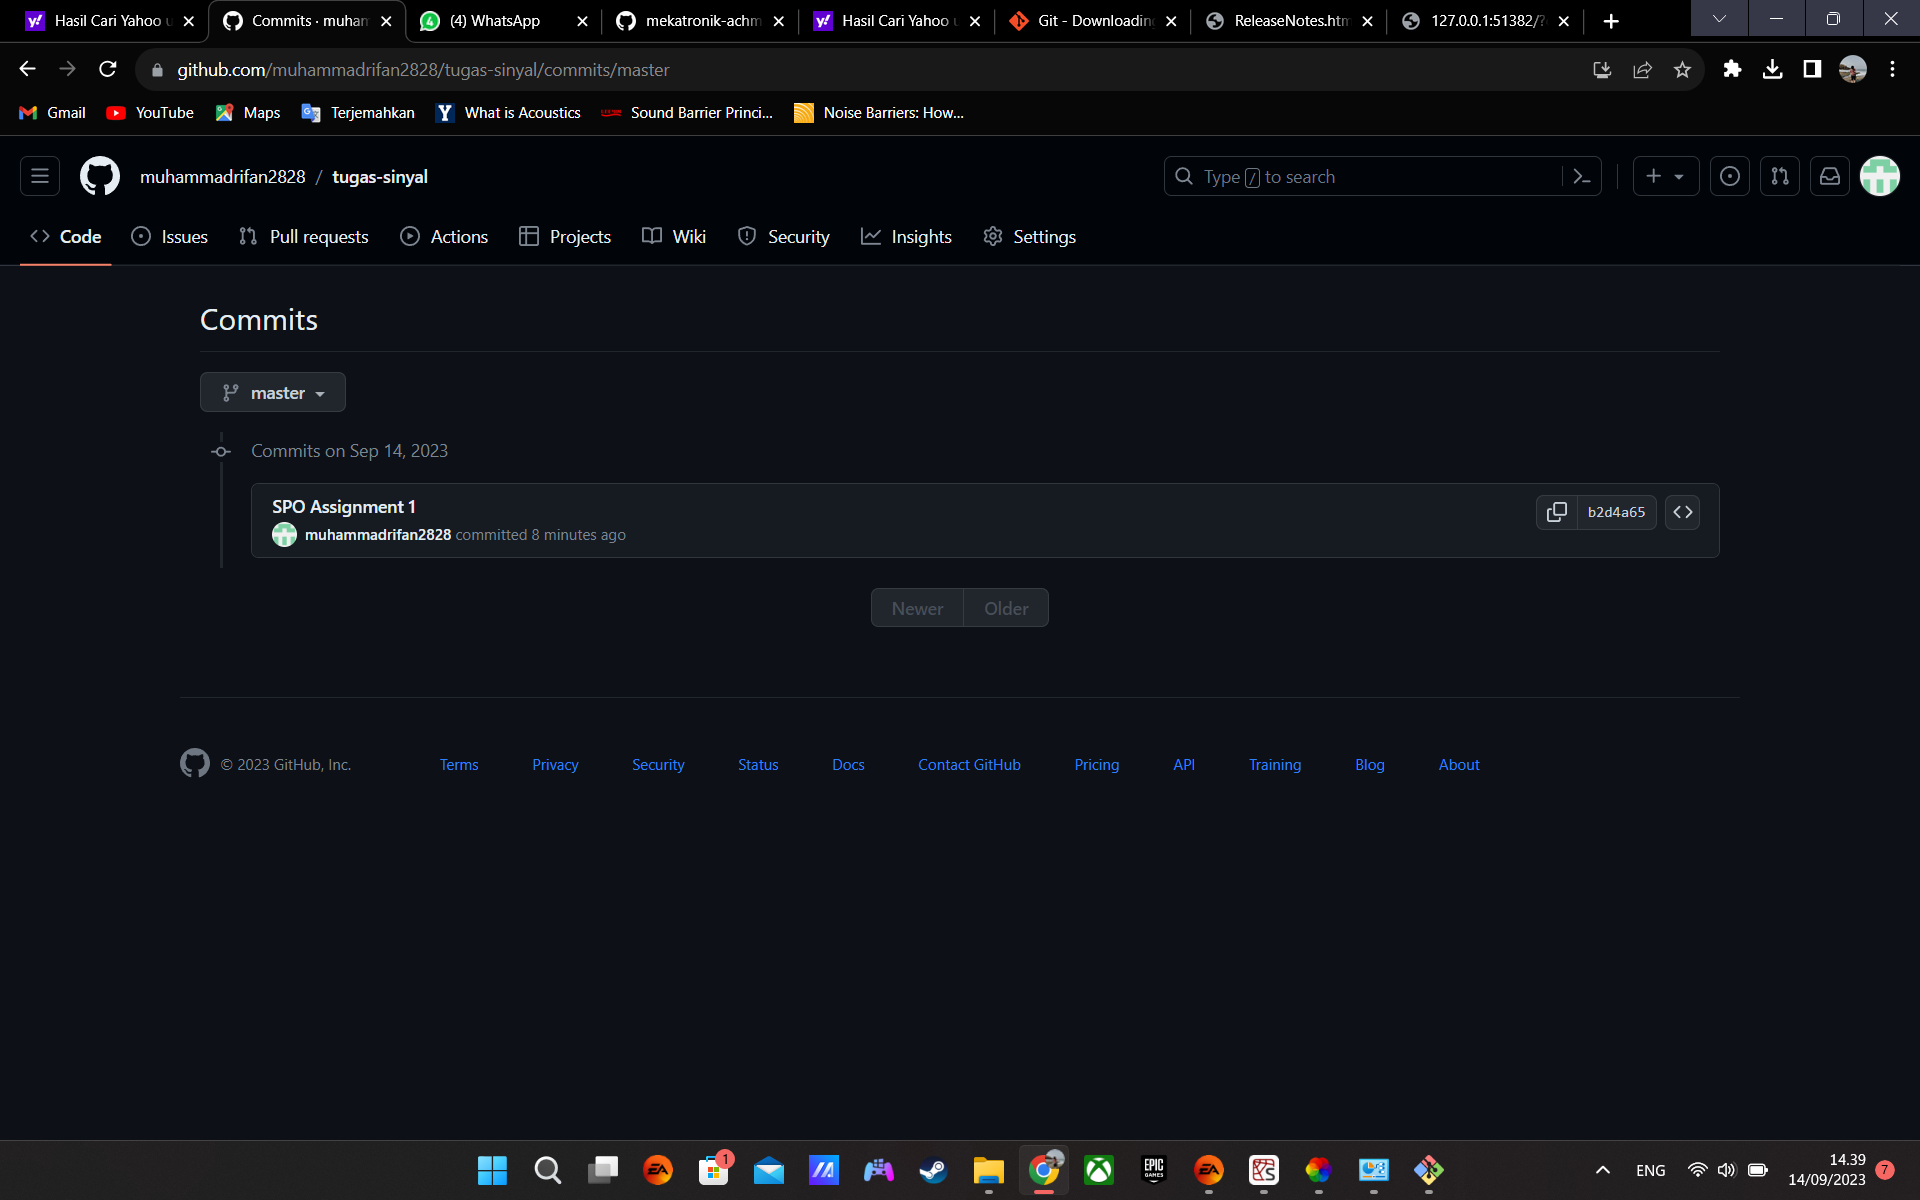 Hasil Cari Yahoo
Commits · muham
(4) WhatsApp
mekatronik-achm
Hasil Cari Yahoo
Git - Downloading
ReleaseNotes.htm
127.0.0.1:51382/?
github.com/muhammadrifan2828/tugas-sinyal/commits/master
Gmail
YouTube
Maps
Terjemahkan
What is Acoustics
Sound Barrier Princi...
Noise Barriers: How...
muhammadrifan2828 / tugas-sinyal
Type / to search
Code
Issues
Pull requests
Actions
Projects
Wiki
Security
Insights
Settings
Commits
master
Commits on Sep 14, 2023
SPO Assignment 1
b2d4a65
muhammadrifan2828 committed 8 minutes ago
Newer
Older
© 2023 GitHub, Inc.
Terms
Privacy
Security
Status
Docs
Contact GitHub
Pricing
API
Training
Blog
About
1
EPIC GAMES
ENG
14.39
14/09/2023
7